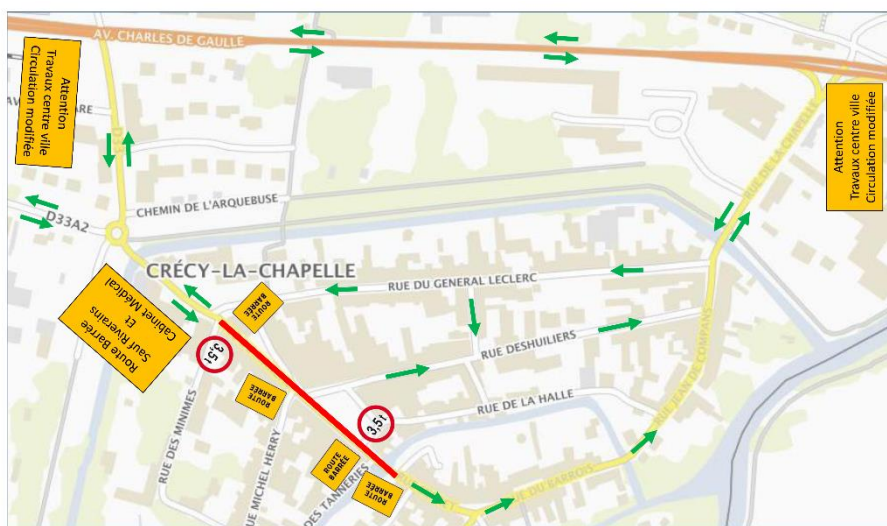 AV. CHARLES DE GAULLE
Attention
Travaux centre ville
Circulation modifiée
Attention
Travaux centre ville
Circulation modifiée
ARE
D33
RUE DE LA CHAPELLE
CHEMIN DE L'ARQUEBUSE
D33A2
CRÉCY-LA-CHAPELLE
RUE DU GENERAL LECLERC
Route Barrée
Sauf Riverains
Et
Cabinet Médical
ROUTE
BARRÉE
3,5t
RUE DESHUILIERS
ROUTE
BARRÉE
RUE DE LA HALLE
RUE JEAN DE COMPANS
3,5t
RUE DES MINIMES
RUE MICHEL HERRY
ROUTE
BARRÉE
ROUTE
BARRÉE
DES TANNERIES
DU BARROIS